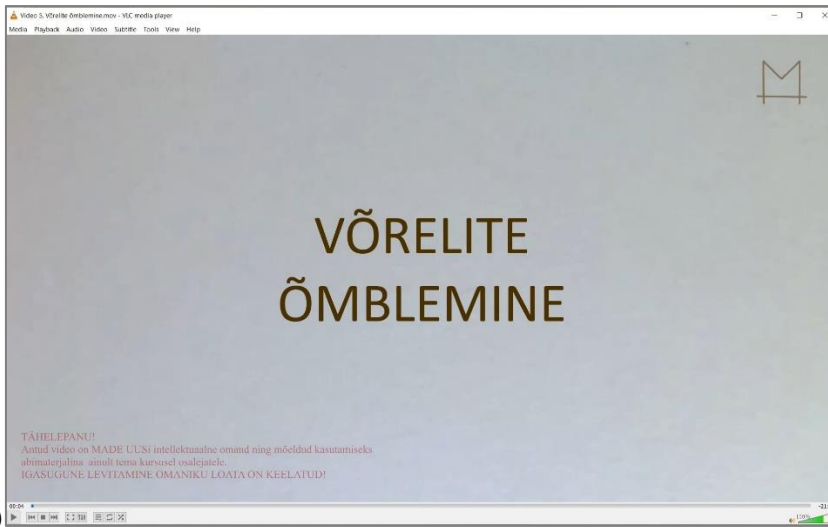 Video 5. Võrelite õmblemine.mov - VLC media player
Media Playback Audio Video Subtitle Tools View Help
VÕRELITE
ÕMBLEMINE
TÄHELEPANU!
Antud video on MADE UUSi intellektuaalne omand ning mõeldud kasutamiseks
abimaterjalina ainult tema kursusel osalejatele.
IGASUGUNE LEVITAMINE OMANIKU LOATA ON KEELATUD!
00:04